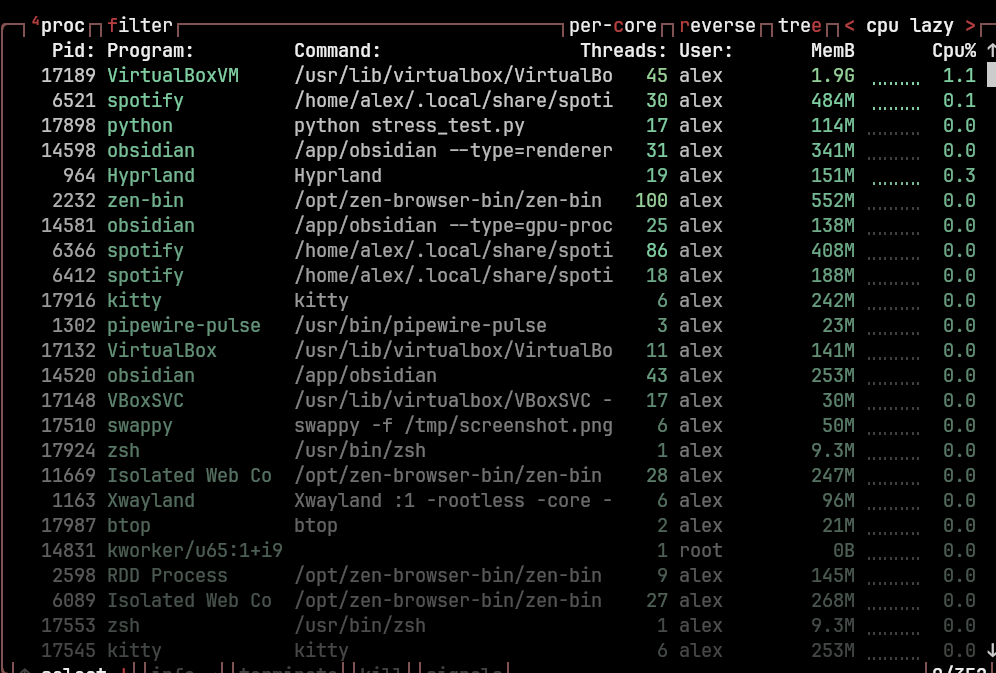 4proc filter per-core reverse tree < cpu lazy >
Pid: Program: Command: Threads: User: MemB Cpu% ↑
17189 VirtualBoxVM /usr/lib/virtualbox/VirtualBo 45 alex 1.9G 1.1
6521 spotify /home/alex/.local/share/spoti 30 alex 484M 0.1
17898 python python stress_test.py 17 alex 114M 0.0
14598 obsidian /app/obsidian --type=renderer 31 alex 341M 0.0
964 Hyprland Hyprland 19 alex 151M 0.3
2232 zen-bin /opt/zen-browser-bin/zen-bin 100 alex 552M 0.0
14581 obsidian /app/obsidian --type=gpu-proc 25 alex 138M 0.0
6366 spotify /home/alex/.local/share/spoti 86 alex 408M 0.0
6412 spotify /home/alex/.local/share/spoti 18 alex 188M 0.0
17916 kitty kitty 6 alex 242M 0.0
1302 pipewire-pulse /usr/bin/pipewire-pulse 3 alex 23M 0.0
17132 VirtualBox /usr/lib/virtualbox/VirtualBo 11 alex 141M 0.0
14520 obsidian /app/obsidian 43 alex 253M 0.0
17148 VBoxSVC /usr/lib/virtualbox/VBoxSVC - 17 alex 30M 0.0
17510 swappy swappy -f /tmp/screenshot.png 6 alex 50M 0.0
17924 zsh /usr/bin/zsh 1 alex 9.3M 0.0
11669 Isolated Web Co /opt/zen-browser-bin/zen-bin 28 alex 247M 0.0
1163 Xwayland Xwayland :1 -rootless -core - 6 alex 96M 0.0
17987 btop btop 2 alex 21M 0.0
14831 kworker/u65:1+i9 1 root 0B 0.0
2598 RDD Process /opt/zen-browser-bin/zen-bin 9 alex 145M 0.0
6089 Isolated Web Co /opt/zen-browser-bin/zen-bin 27 alex 268M 0.0
17553 zsh /usr/bin/zsh 1 alex 9.3M 0.0
17545 kitty kitty 6 alex 253M 0.0 ↓
↑ select ↓ info terminate kill signals